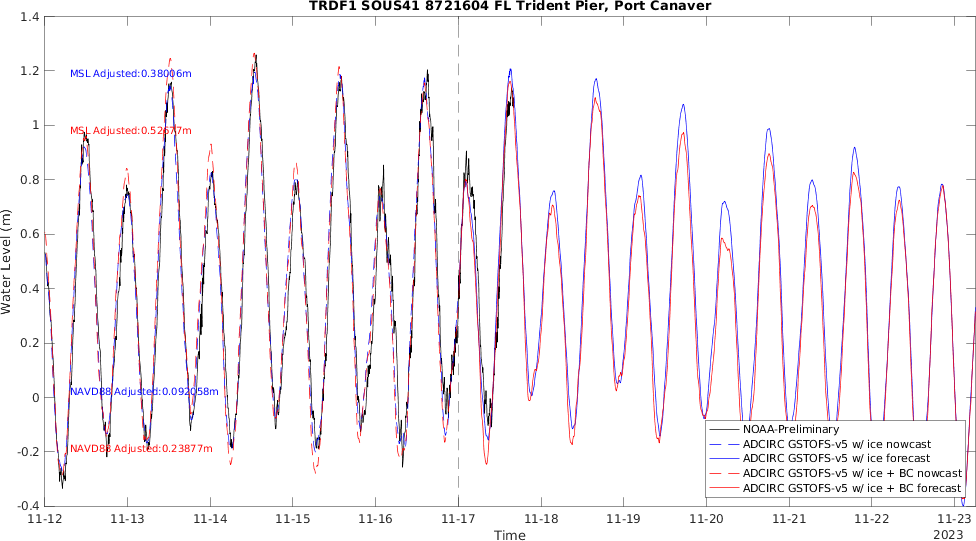 TRDF1 SOUS41 8721604 FL Trident Pier, Port Canaver
1.4
1.2
1
0.8
0.6
0.4
0.2
0
-0.2
-0.4
Water Level (m)
MSL Adjusted:0.38006m
MSL Adjusted:0.52677m
NAVD88 Adjusted:0.092058m
NAVD88 Adjusted:0.23877m
NOAA-Preliminary
ADCIRC GSTOFS-v5 w/ ice nowcast
ADCIRC GSTOFS-v5 w/ ice forecast
ADCIRC GSTOFS-v5 w/ ice + BC nowcast
ADCIRC GSTOFS-v5 w/ ice + BC forecast
11-12 11-13 11-14 11-15 11-16 11-17 11-18 11-19 11-20 11-21 11-22 11-23
Time
2023